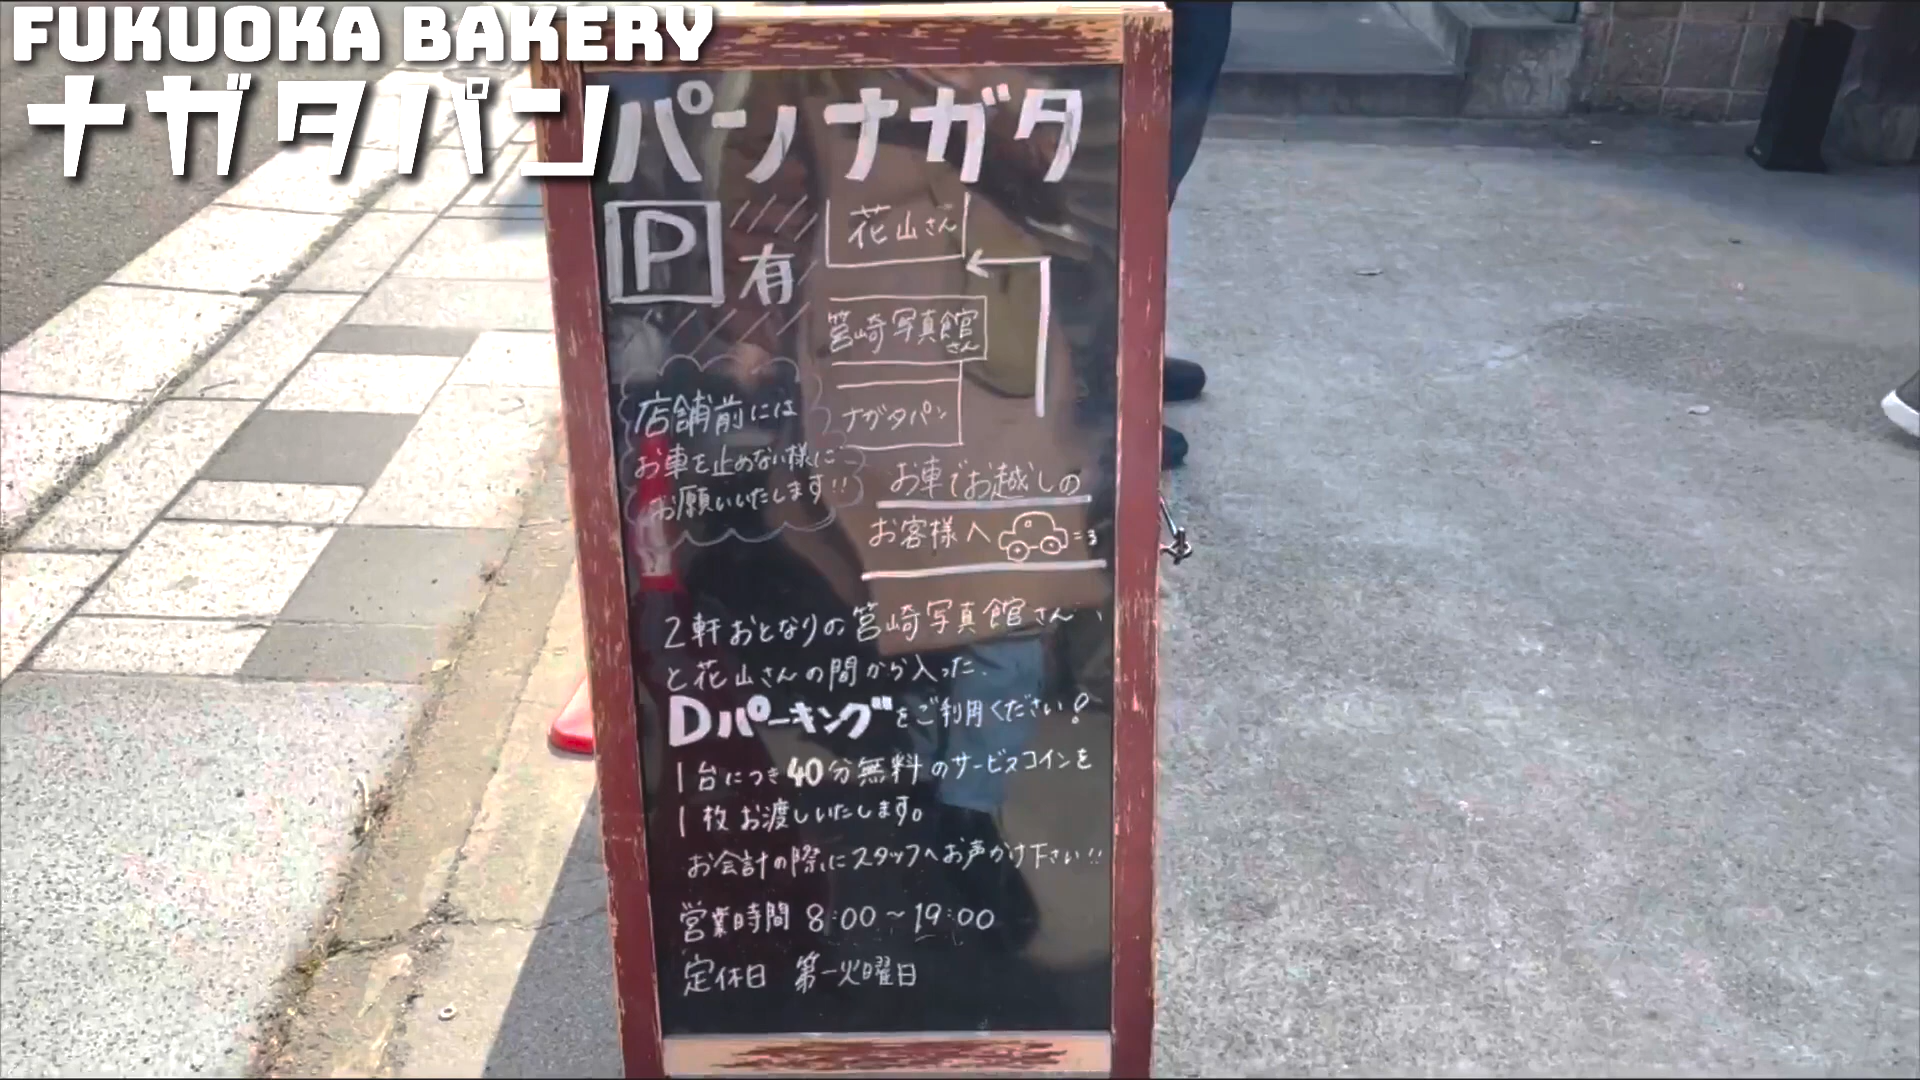 FUKUOKA BAKERY
ナガタパン
パンナガタ
P 有
花山さん
筥崎写真館さん
ナガタパン
店舗前には
お車を止めない様に
お願いいたします!!
お車でお越しの
お客様へ
2軒おとなりの筥崎写真館さん
と花山さんの間から入った、
Dパーキングをご利用ください!
1台につき40分無料のサービスコインを
1枚お渡しいたします。
お会計の際にスタッフへお声かけ下さい!!
営業時間 8:00~19:00
定休日 第一火曜日